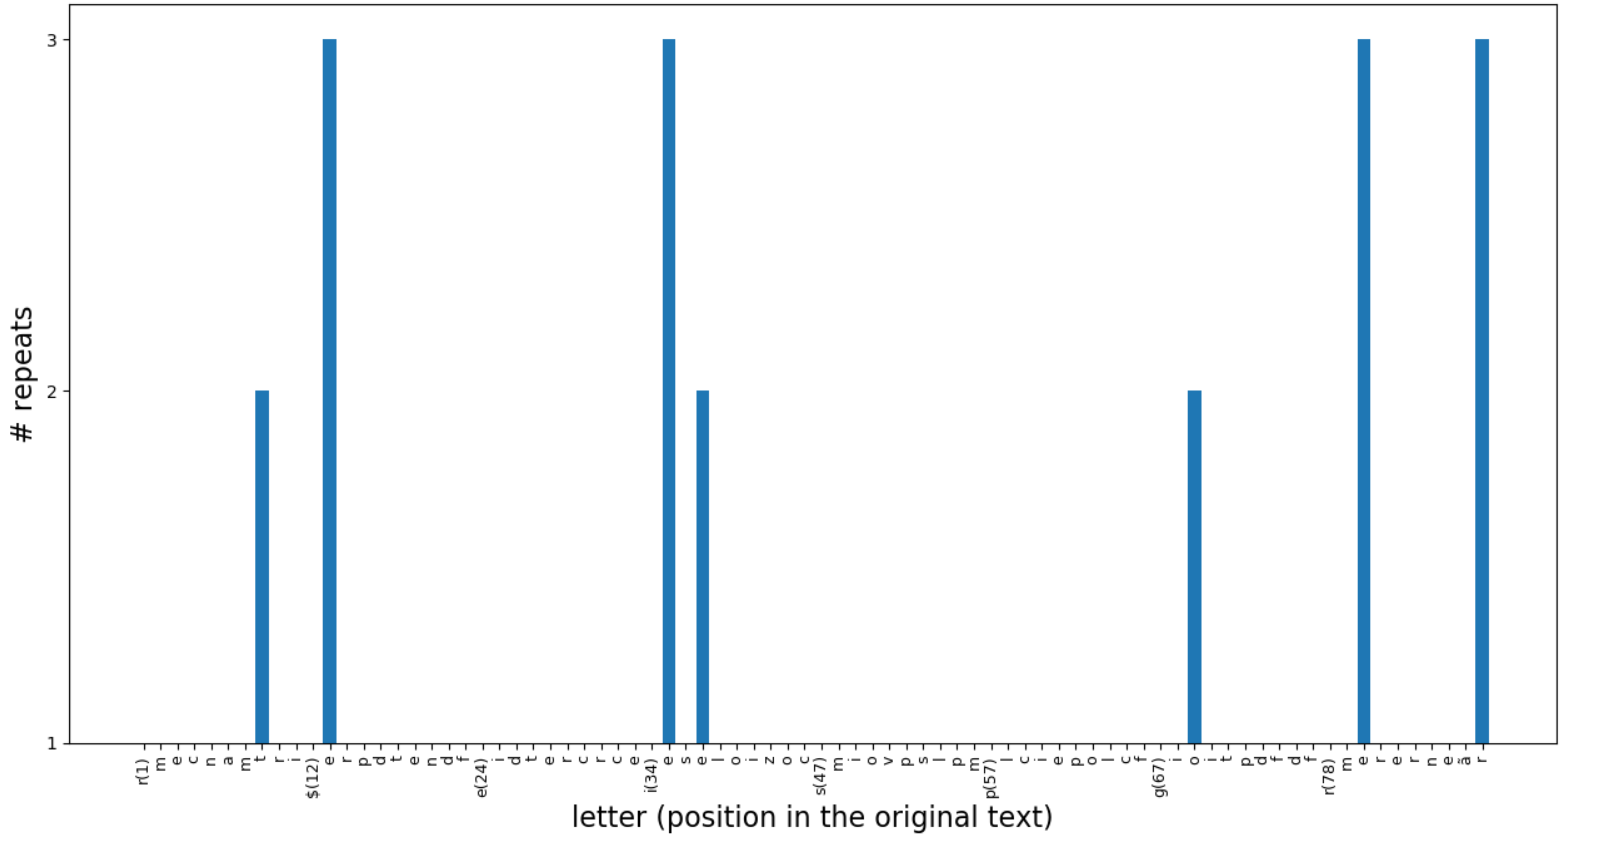 3
2
1
# repeats
r(1) m e c n a m t r i $(12) e r p d t e n d f e(24) i d t e r c r c e i(34) e s e l o i z o c s(47) m i o v p s l p m p(57) l c i e p o l c f g(67) i o i t p d f d f r(78) m e r e r n e ã r
letter (position in the original text)